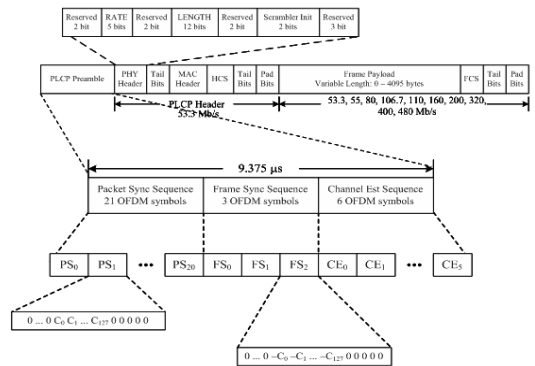 Reserved 2 bit
RATE 5 bits
Reserved 2 bit
LENGTH 12 bits
Reserved 2 bit
Scrambler Init 2 bits
Reserved 3 bit
PLCP Preamble
PHY Header
Tail Bits
MAC Header
HCS
Tail Bits
Pad Bits
Frame Payload
Variable Length: 0 – 4095 bytes
FCS
Tail Bits
Pad Bits
PLCP Header
53.3 Mb/s
53.3, 55, 80, 106.7, 110, 160, 200, 320,
400, 480 Mb/s
9.375 μs
Packet Sync Sequence
21 OFDM symbols
Frame Sync Sequence
3 OFDM symbols
Channel Est Sequence
6 OFDM symbols
PS0 PS1 ••• PS20 FS0 FS1 FS2 CE0 CE1 ••• CE5
0 ... 0 C0 C1 ... C127 0 0 0 0 0
0 ... 0 –C0 –C1 ... –C127 0 0 0 0 0